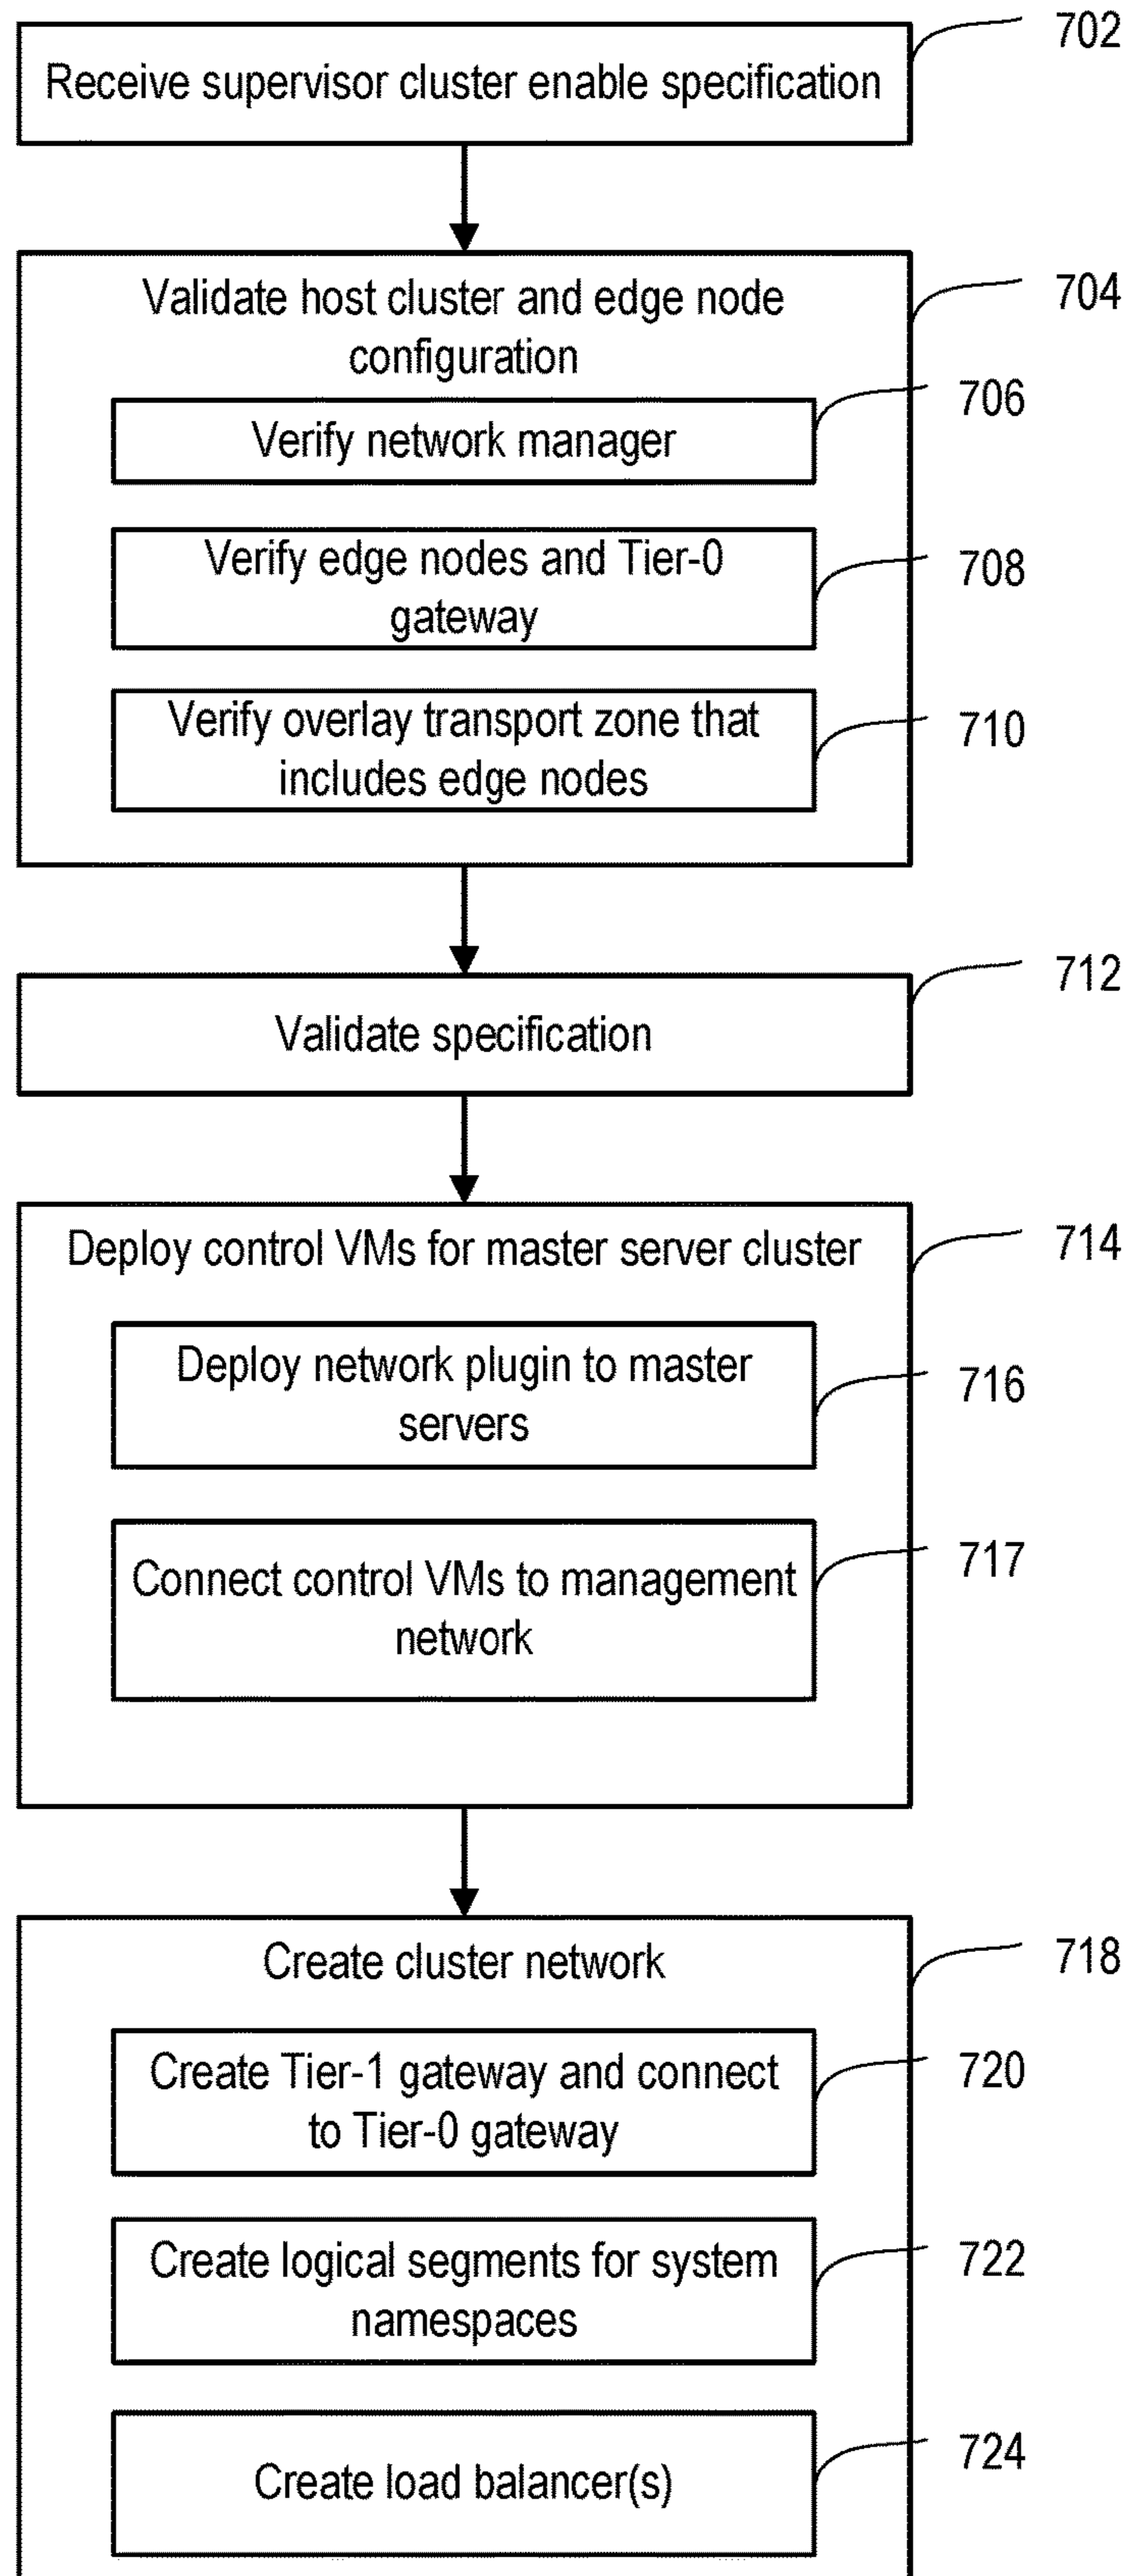 702
Receive supervisor cluster enable specification
704
Validate host cluster and edge node
configuration
706
Verify network manager
708
Verify edge nodes and Tier-0
gateway
710
Verify overlay transport zone that
includes edge nodes
712
Validate specification
714
Deploy control VMs for master server cluster
716
Deploy network plugin to master
servers
717
Connect control VMs to management
network
718
Create cluster network
720
Create Tier-1 gateway and connect
to Tier-0 gateway
722
Create logical segments for system
namespaces
724
Create load balancer(s)